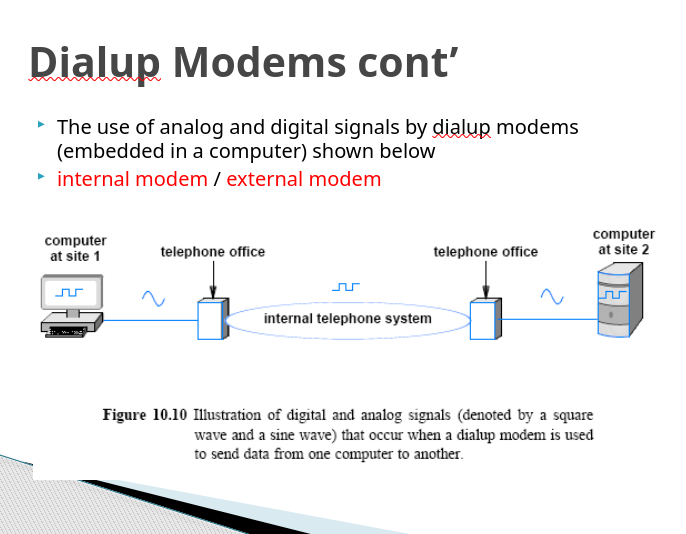 Dialup Modems cont’
The use of analog and digital signals by dialup modems
(embedded in a computer) shown below
internal modem / external modem
computer
at site 1
telephone office
telephone office
computer
at site 2
internal telephone system
Figure 10.10 Illustration of digital and analog signals (denoted by a square
wave and a sine wave) that occur when a dialup modem is used
to send data from one computer to another.